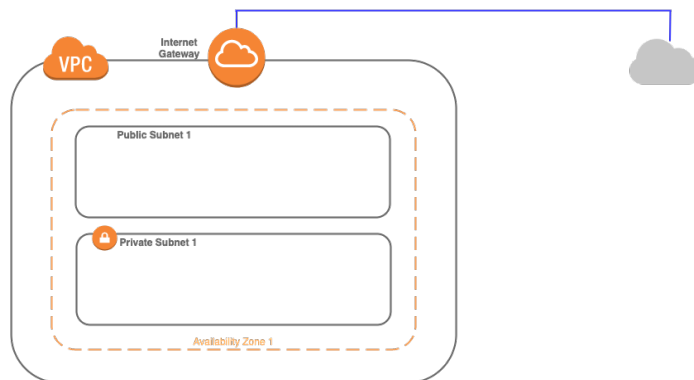 Internet
Gateway
VPC
Public Subnet 1
Private Subnet 1
Availability Zone 1